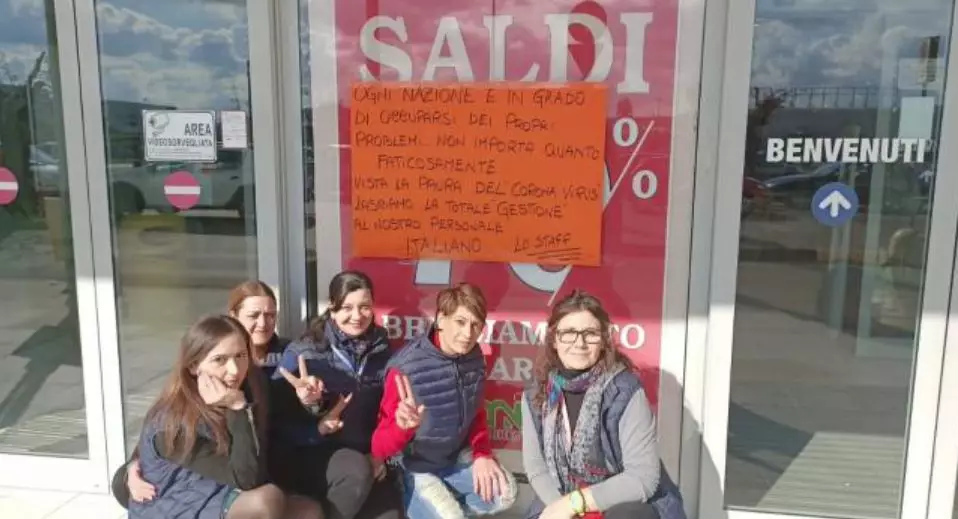 SALDI
OGNI NAZIONE E IN GRADO
DI OCCUPARSI DEI PROPRI
PROBLEMI.. NON IMPORTA QUANTO
FATICOSAMENTE
VISTA LA PAURA DEL CORONA VIRUS
LASCIAMO LA TOTALE "GESTIONE"
AL NOSTRO PERSONALE
ITALIANO LO STAFF
%
%
AREA
VIDEOSORVEGLIATA
BENVENUTI